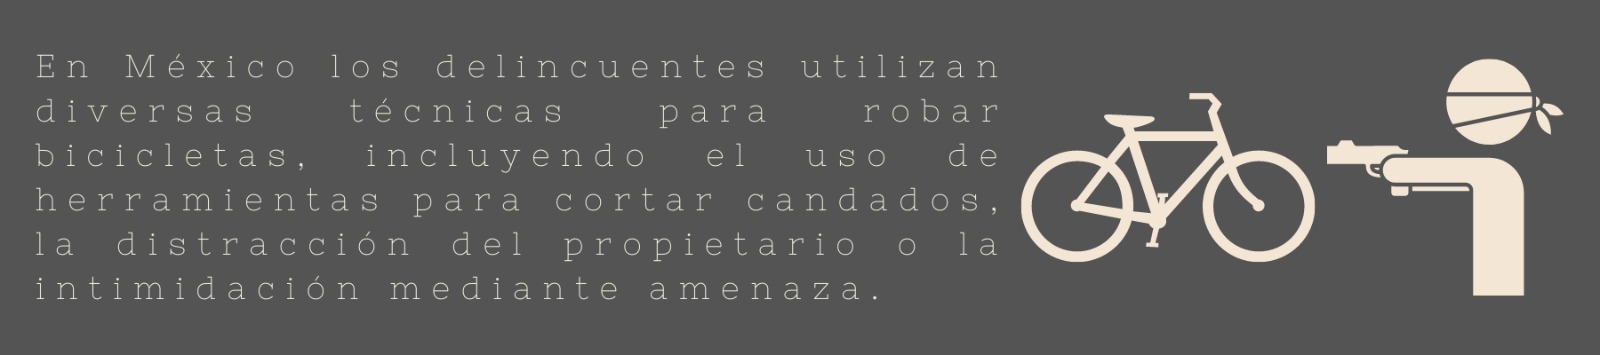 En México los delincuentes utilizan
diversas técnicas para robar
bicicletas, incluyendo el uso de
herramientas para cortar candados,
la distracción del propietario o la
intimidación mediante amenaza.